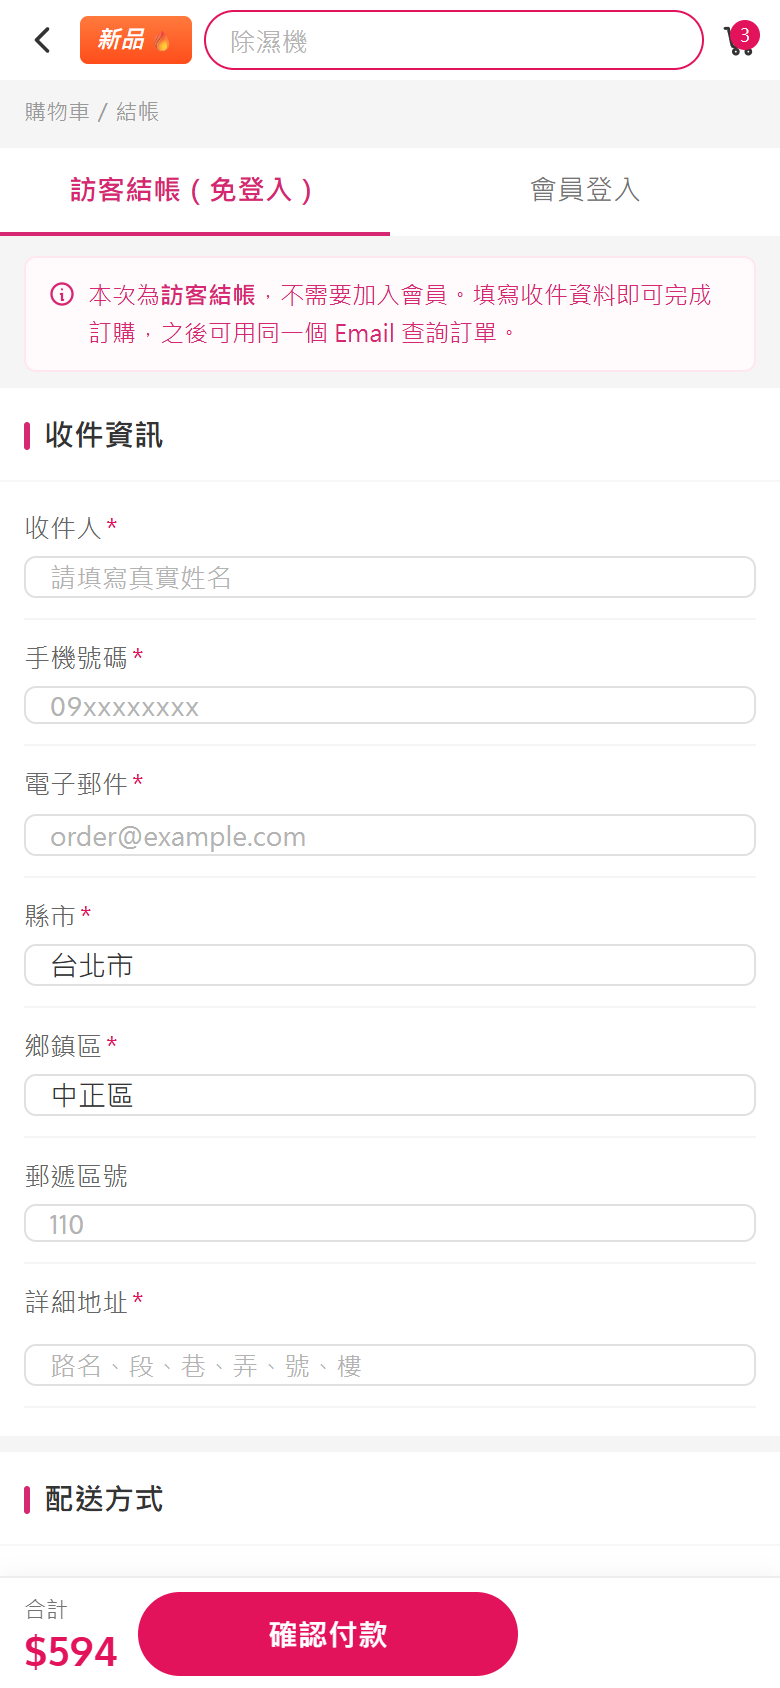 新品🔥
除濕機
3
購物車 / 結帳
訪客結帳（免登入）
會員登入
本次為訪客結帳，不需要加入會員。填寫收件資料即可完成
訂購，之後可用同一個 Email 查詢訂單。
收件資訊
收件人*
請填寫真實姓名
手機號碼*
09xxxxxxxx
電子郵件*
order@example.com
縣市*
台北市
鄉鎮區*
中正區
郵遞區號
110
詳細地址*
路名、段、巷、弄、號、樓
配送方式
合計
$594
確認付款